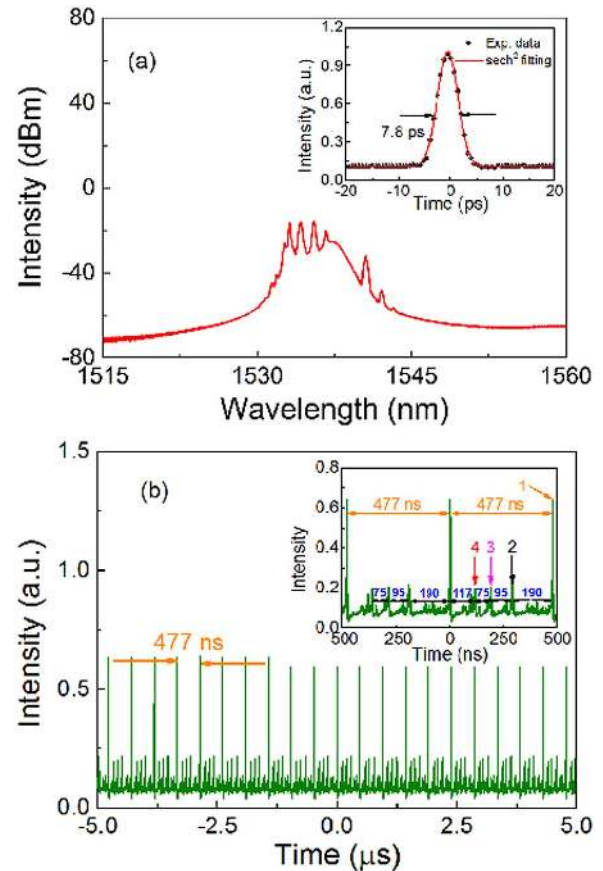 80
40
0
-40
-80
Intensity (dBm)
(a)
1515 1530 1545 1560
Wavelength (nm)
1.2
0.9
0.6
0.3
0.0
Intensity (a.u.)
Exp. data
sech² fitting
7.8 ps
-20 -10 0 10 20
Time (ps)
1.5
1.0
0.5
0.0
Intensity (a.u.)
(b)
477 ns
-5.0 -2.5 0.0 2.5 5.0
Time (μs)
0.8
0.6
0.4
0.2
0.0
Intensity
1
477 ns 477 ns
4 3 2
75 95 190 117 75 95 190
500 250 0 250 500
Time (ns)